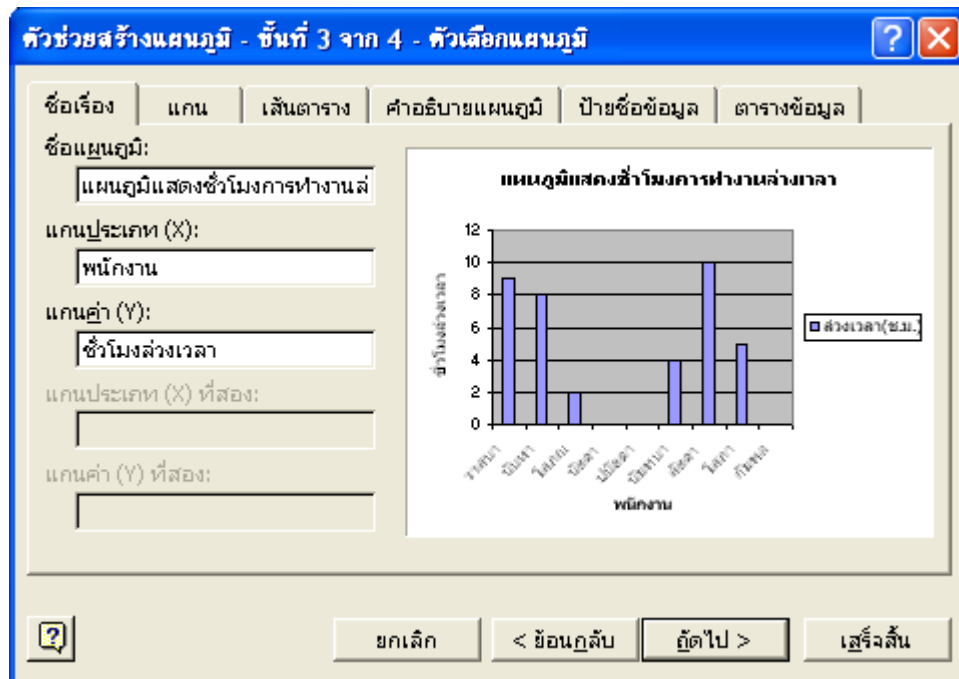 ตัวช่วยสร้างแผนภูมิ - ขั้นที่ 3 จาก 4 - ตัวเลือกแผนภูมิ
ชื่อเรื่อง แกน เส้นตาราง คำอธิบายแผนภูมิ ป้ายชื่อข้อมูล ตารางข้อมูล
ชื่อแผนภูมิ:
แผนภูมิแสดงชั่วโมงการทำงานล่
แกนประเภท (X):
พนักงาน
แกนค่า (Y):
ชั่วโมงล่วงเวลา
แกนประเภท (X) ที่สอง:
แกนค่า (Y) ที่สอง:
แผนภูมิแสดงชั่วโมงการทำงานล่วงเวลา
ชั่วโมงล่วงเวลา
12
10
8
6
4
2
0
พนักงาน
ล่วงเวลา(ช.ม.)
ยกเลิก
< ย้อนกลับ
ถัดไป >
เสร็จสิ้น